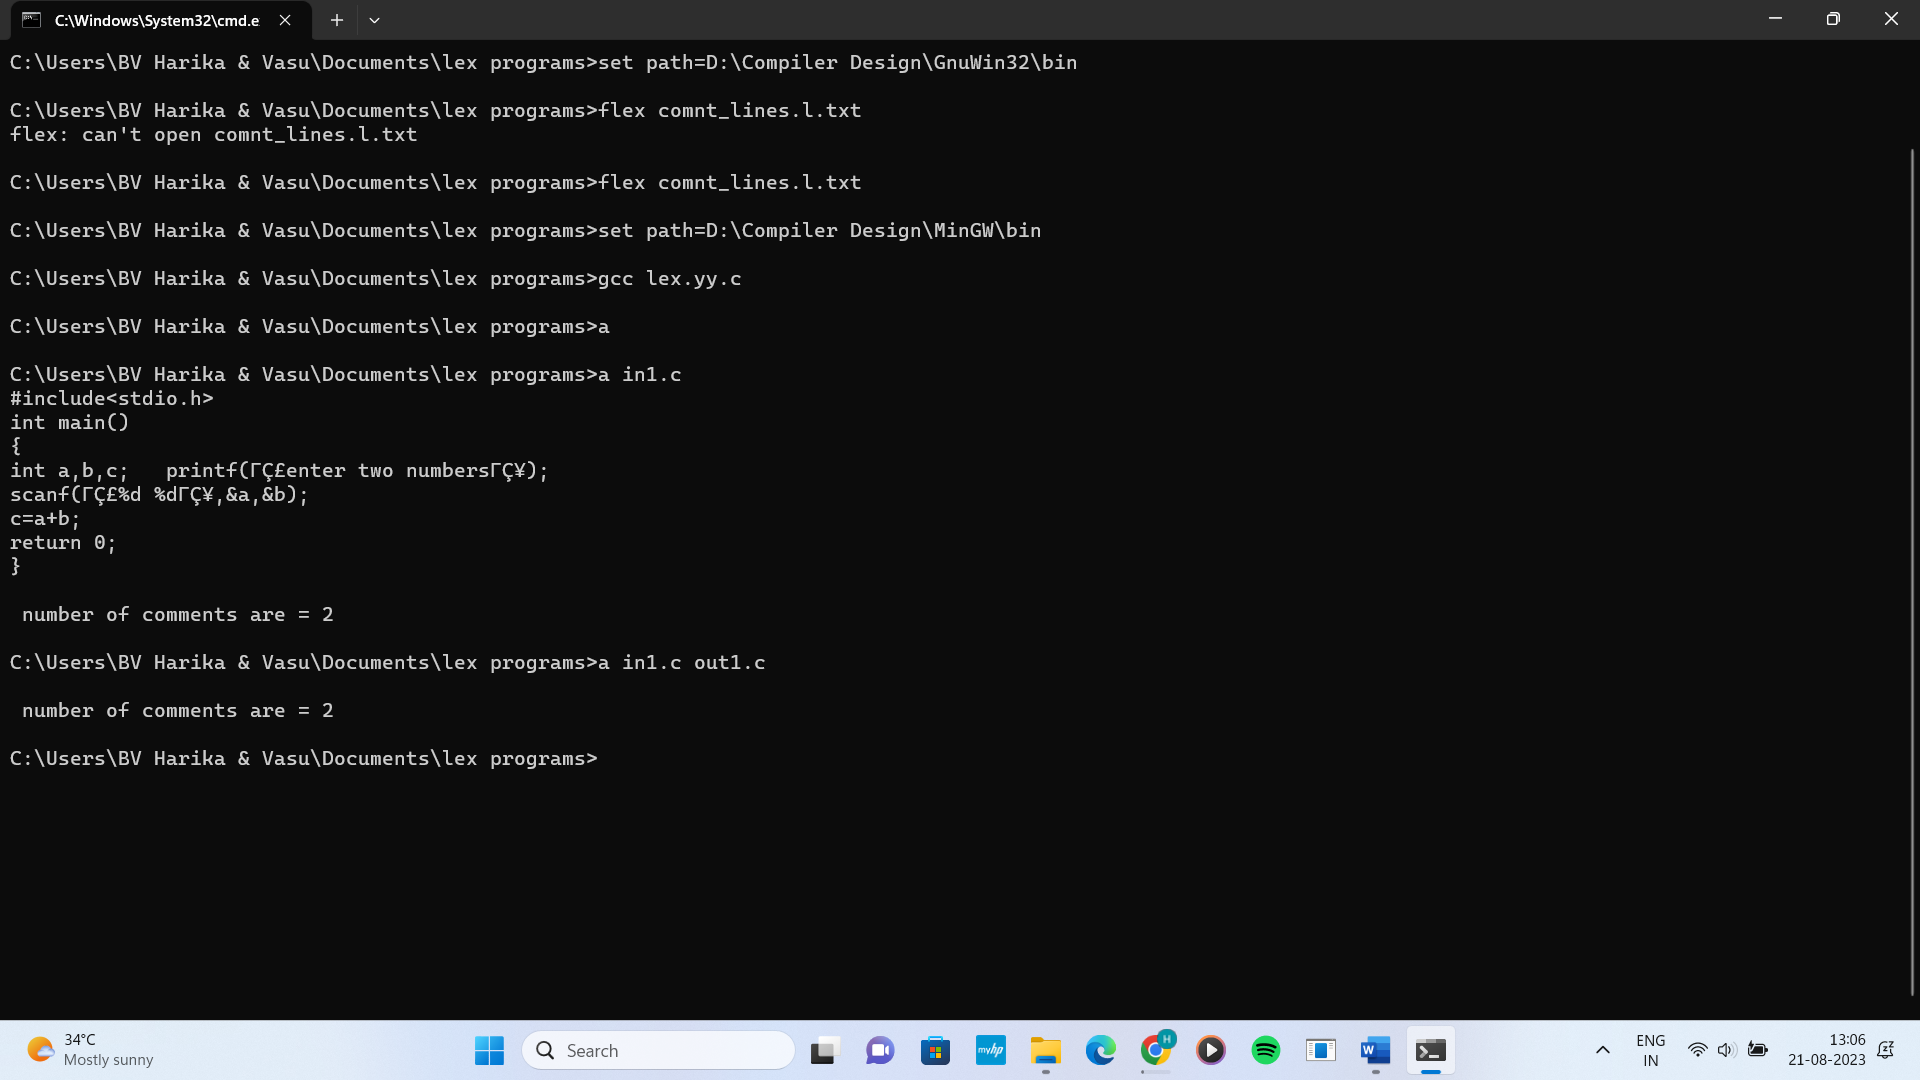 C:\Windows\System32\cmd.e
C:\Users\BV Harika & Vasu\Documents\lex programs>set path=D:\Compiler Design\GnuWin32\bin
C:\Users\BV Harika & Vasu\Documents\lex programs>flex comnt_lines.l.txt
flex: can't open comnt_lines.l.txt
C:\Users\BV Harika & Vasu\Documents\lex programs>flex comnt_lines.l.txt
C:\Users\BV Harika & Vasu\Documents\lex programs>set path=D:\Compiler Design\MinGW\bin
C:\Users\BV Harika & Vasu\Documents\lex programs>gcc lex.yy.c
C:\Users\BV Harika & Vasu\Documents\lex programs>a
C:\Users\BV Harika & Vasu\Documents\lex programs>a in1.c
#include<stdio.h>
int main()
{
int a,b,c;   printf(ΓÇ£enter two numbersΓÇ¥);
scanf(ΓÇ£%d %dΓÇ¥,&a,&b);
c=a+b;
return 0;
}
number of comments are = 2
C:\Users\BV Harika & Vasu\Documents\lex programs>a in1.c out1.c
number of comments are = 2
C:\Users\BV Harika & Vasu\Documents\lex programs>
34°C
Mostly sunny
Search
myhp
H
W
ENG
IN
13:06
21-08-2023